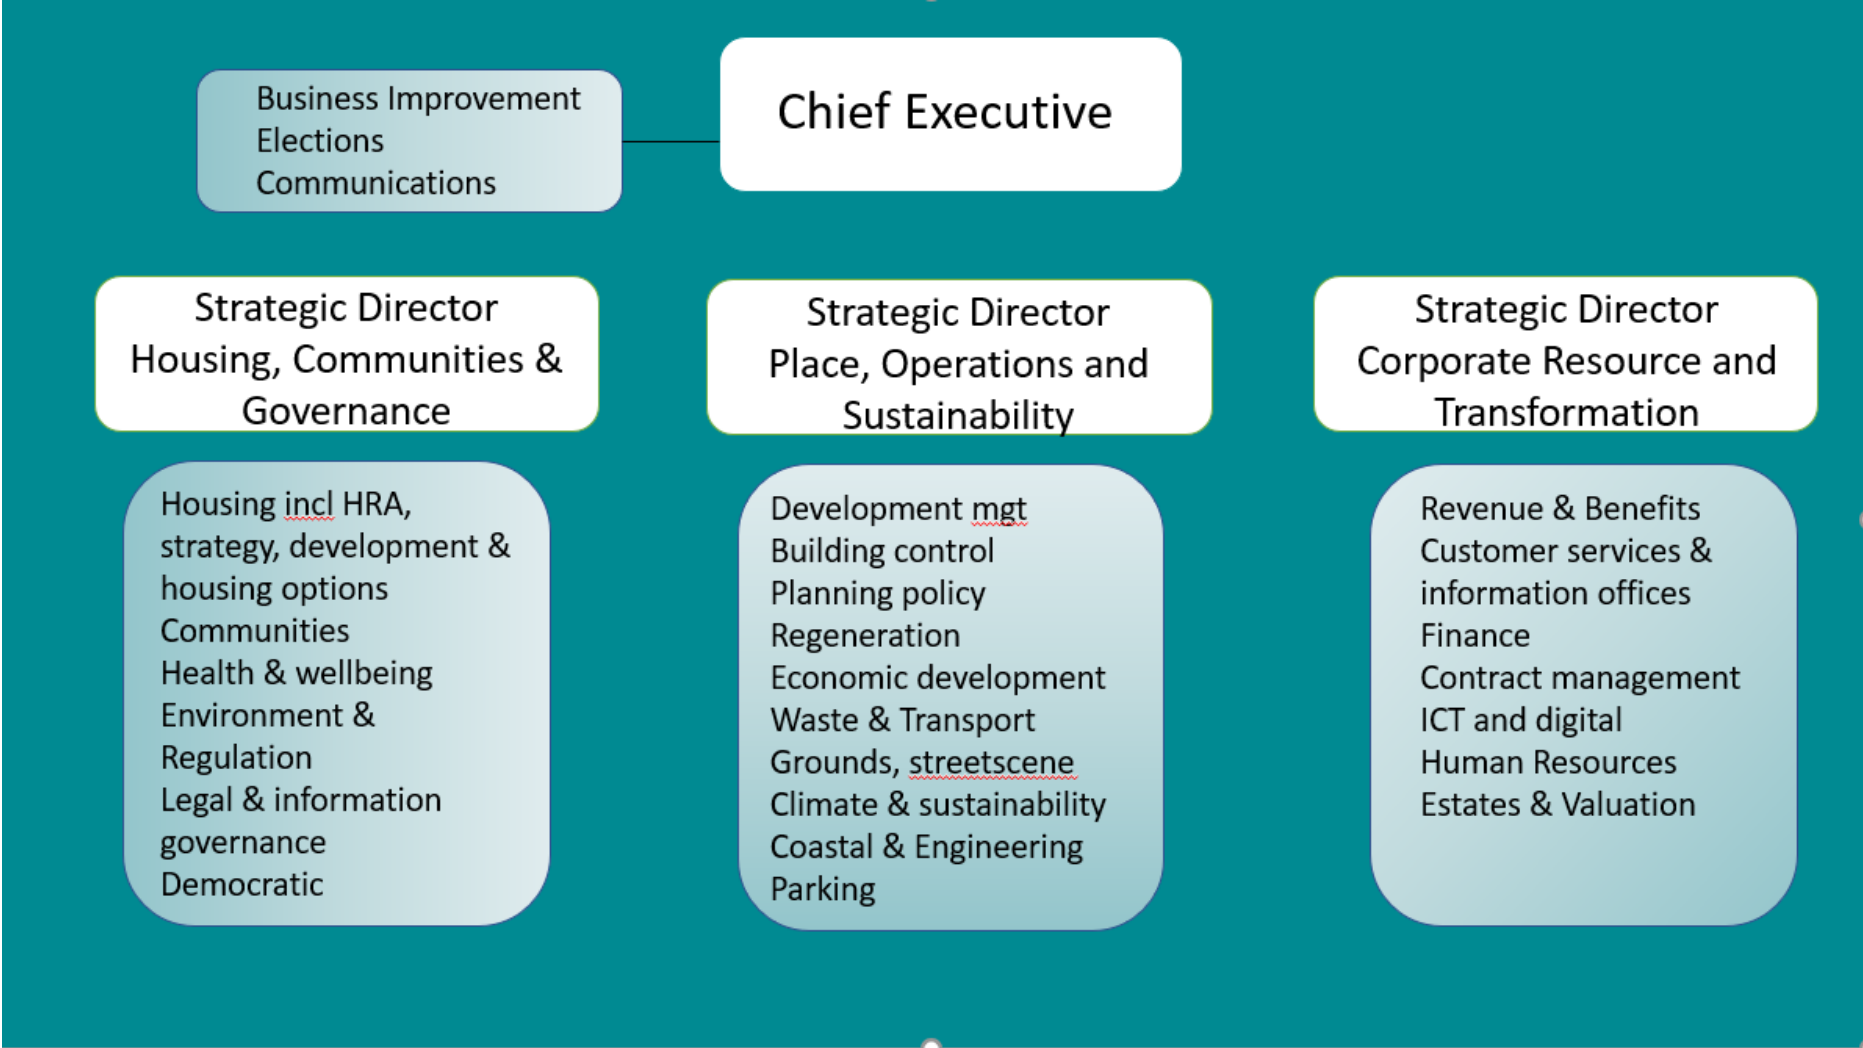 Business Improvement
Elections
Communications
Chief Executive
Strategic Director
Housing, Communities &
Governance
Strategic Director
Place, Operations and
Sustainability
Strategic Director
Corporate Resource and
Transformation
Housing incl HRA,
strategy, development &
housing options
Communities
Health & wellbeing
Environment &
Regulation
Legal & information
governance
Democratic
Development mgt
Building control
Planning policy
Regeneration
Economic development
Waste & Transport
Grounds, streetscene
Climate & sustainability
Coastal & Engineering
Parking
Revenue & Benefits
Customer services &
information offices
Finance
Contract management
ICT and digital
Human Resources
Estates & Valuation